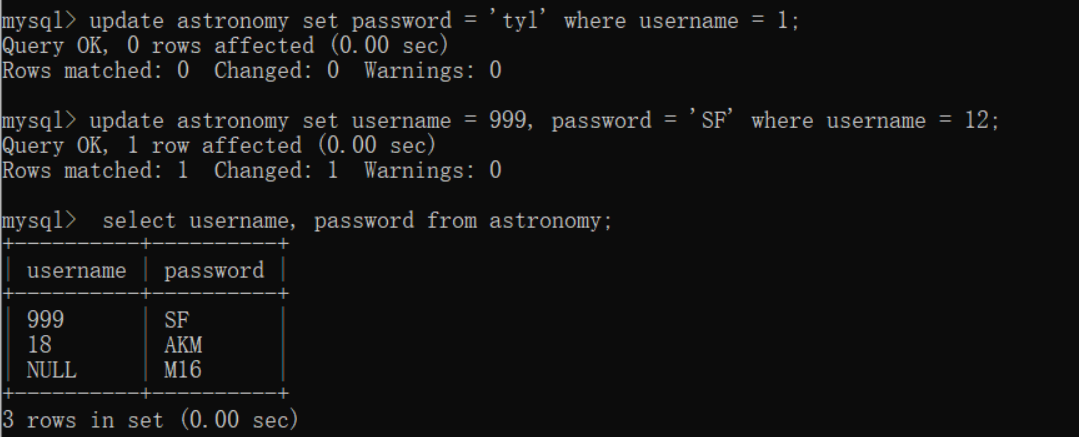 mysql> update astronomy set password = 'tyl' where username = 1;
Query OK, 0 rows affected (0.00 sec)
Rows matched: 0  Changed: 0  Warnings: 0
mysql> update astronomy set username = 999, password = 'SF' where username = 12;
Query OK, 1 row affected (0.00 sec)
Rows matched: 1  Changed: 1  Warnings: 0
mysql>  select username, password from astronomy;
+----------+----------+
| username | password |
+----------+----------+
| 999      | SF       |
| 18       | AKM      |
| NULL     | M16      |
+----------+----------+
3 rows in set (0.00 sec)